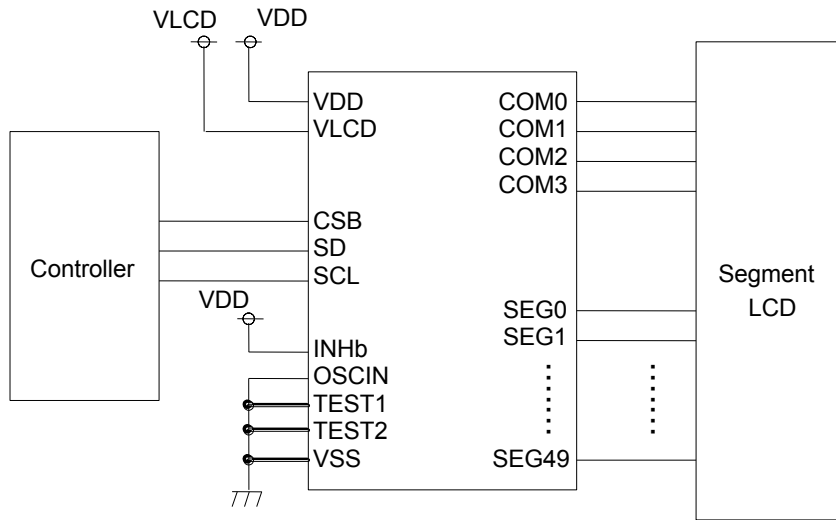 VLCD
VDD
VDD
VLCD
CSB
SD
SCL
VDD
INHb
OSCIN
TEST1
TEST2
VSS
COM0
COM1
COM2
COM3
SEG0
SEG1
SEG49
Controller
Segment
LCD